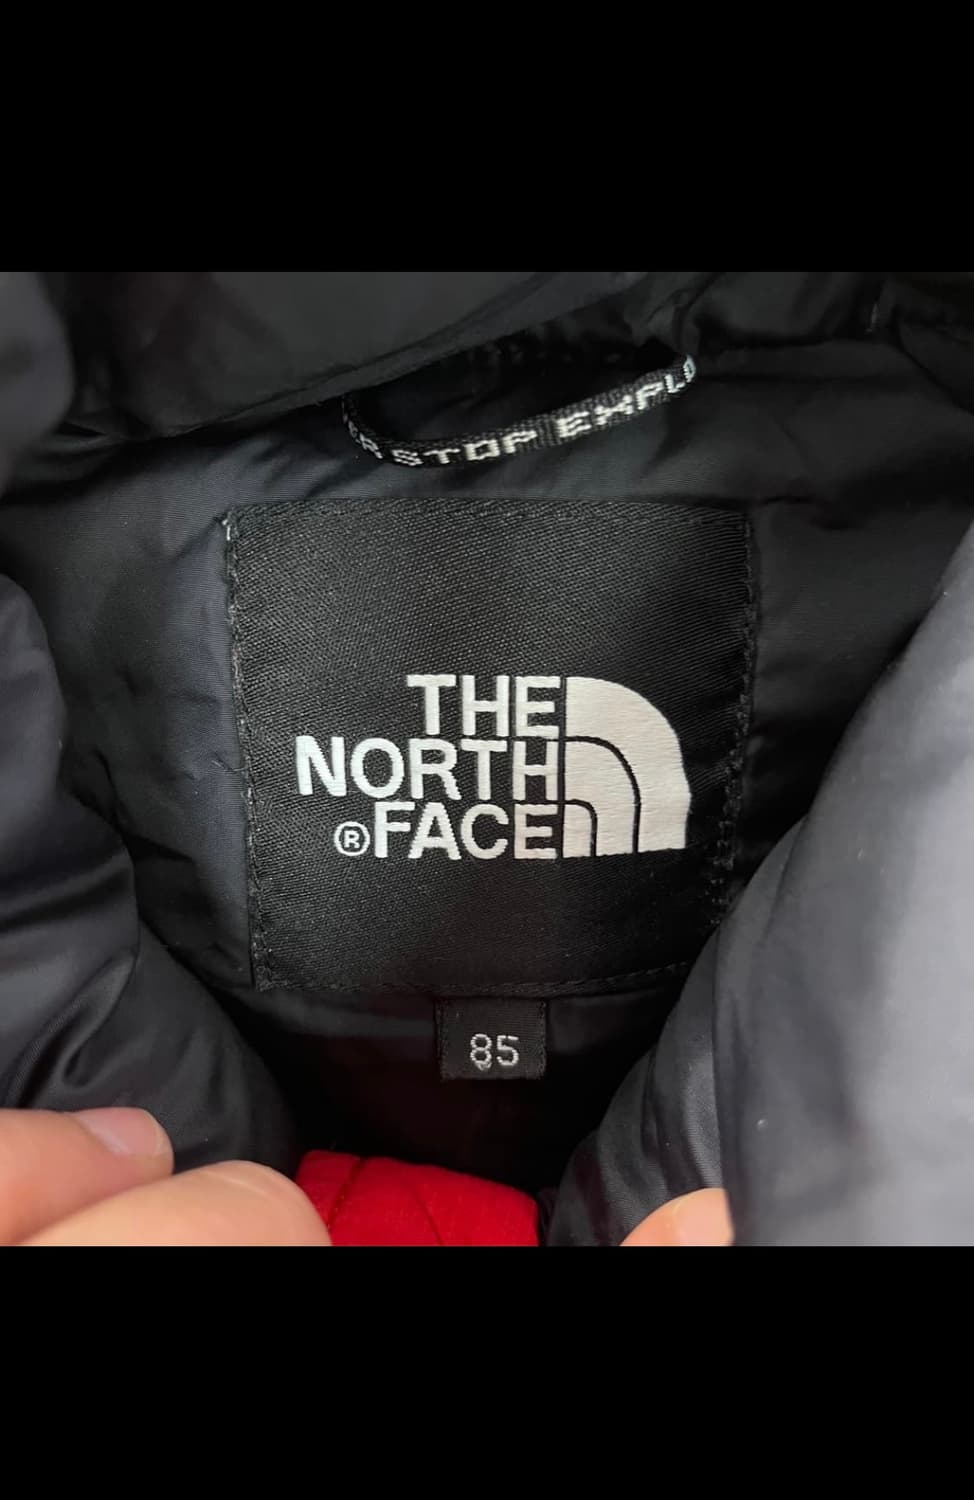 STOP
THE
NORTH
®FACE
85